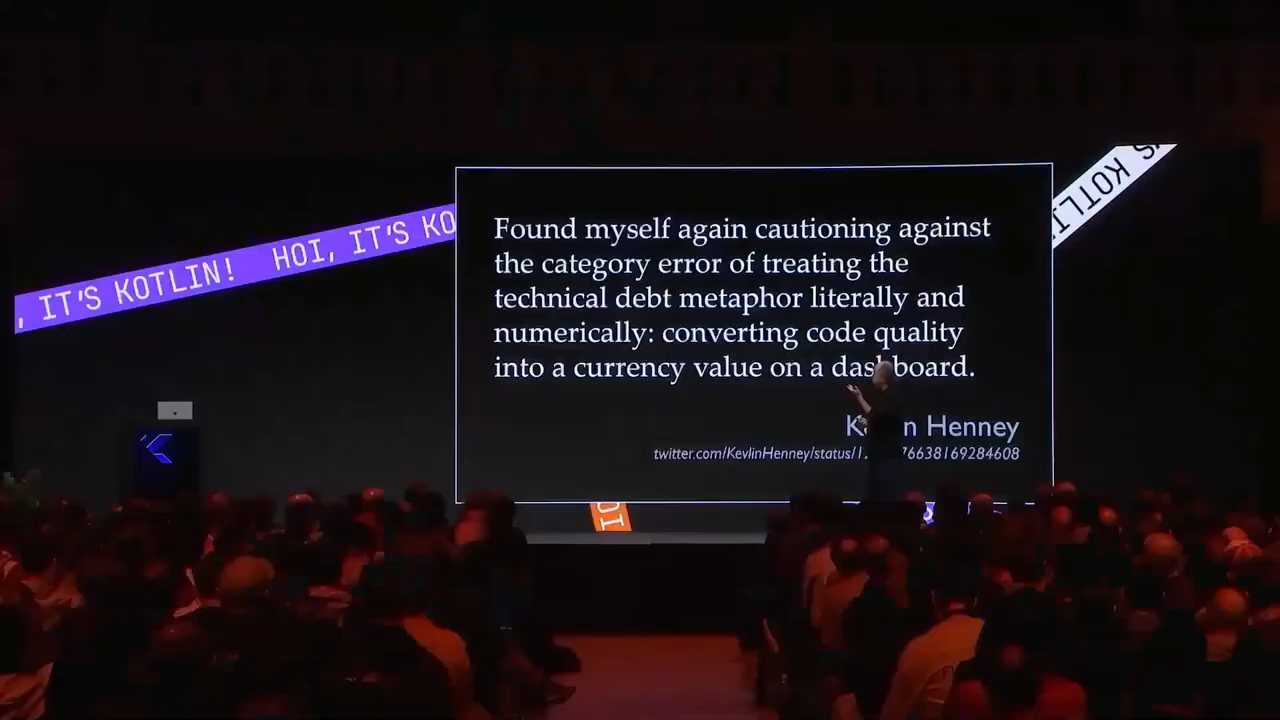 , IT'S KOTLIN! HOI, IT'S KO
'S KOTLI
Found myself again cautioning against
the category error of treating the
technical debt metaphor literally and
numerically: converting code quality
into a currency value on a dashboard.
Kevlin Henney
twitter.com/KevlinHenney/status/1 76638169284608
OI